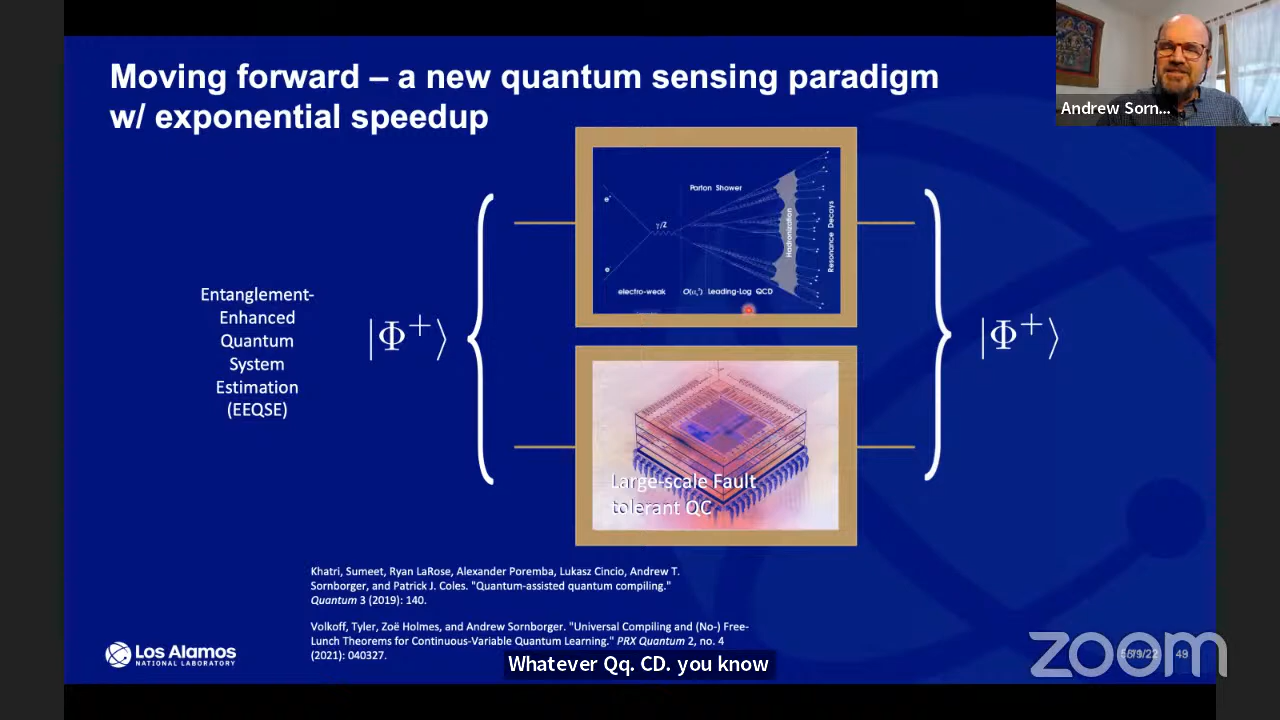 Moving forward – a new quantum sensing paradigm
w/ exponential speedup
Andrew Sorn...
Entanglement-
Enhanced
Quantum
System
Estimation
(EEQSE)
|Φ⁺⟩
Parton Shower
e⁺
γ/Z
e⁻
Hadronization
Resonance Decays
electro-weak
Leading-Log QCD
Large-scale Fault
tolerant QC
|Φ⁺⟩
Khatri, Sumeet, Ryan LaRose, Alexander Poremba, Lukasz Cincio, Andrew T.
Sornborger, and Patrick J. Coles. "Quantum-assisted quantum compiling."
Quantum 3 (2019): 140.
Volkoff, Tyler, Zoë Holmes, and Andrew Sornborger. "Universal Compiling and (No-) Free-
Lunch Theorems for Continuous-Variable Quantum Learning." PRX Quantum 2, no. 4
(2021): 040327.
Los Alamos
NATIONAL LABORATORY
Whatever Qq. CD. you know
zoom
49